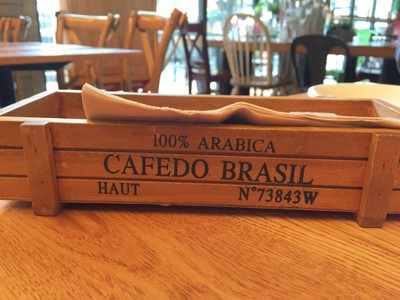 100% ARABICA
CAFEDO BRASIL
HAUT N°73843W